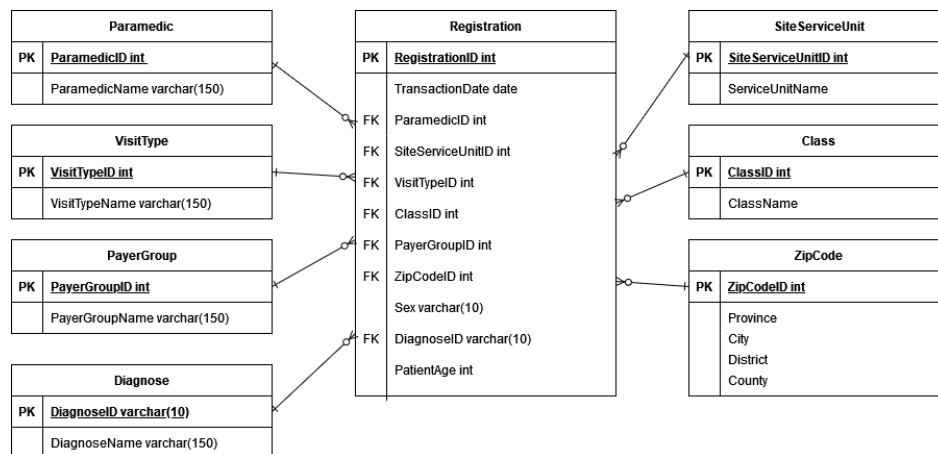 Paramedic
PK ParamedicID int
ParamedicName varchar(150)
VisitType
PK VisitTypeID int
VisitTypeName varchar(150)
PayerGroup
PK PayerGroupID int
PayerGroupName varchar(150)
Diagnose
PK DiagnoseID varchar(10)
DiagnoseName varchar(150)
Registration
PK RegistrationID int
TransactionDate date
FK ParamedicID int
FK SiteServiceUnitID int
FK VisitTypeID int
FK ClassID int
FK PayerGroupID int
FK ZipCodeID int
Sex varchar(10)
FK DiagnoseID varchar(10)
PatientAge int
SiteServiceUnit
PK SiteServiceUnitID int
ServiceUnitName
Class
PK ClassID int
ClassName
ZipCode
PK ZipCodeID int
Province
City
District
County